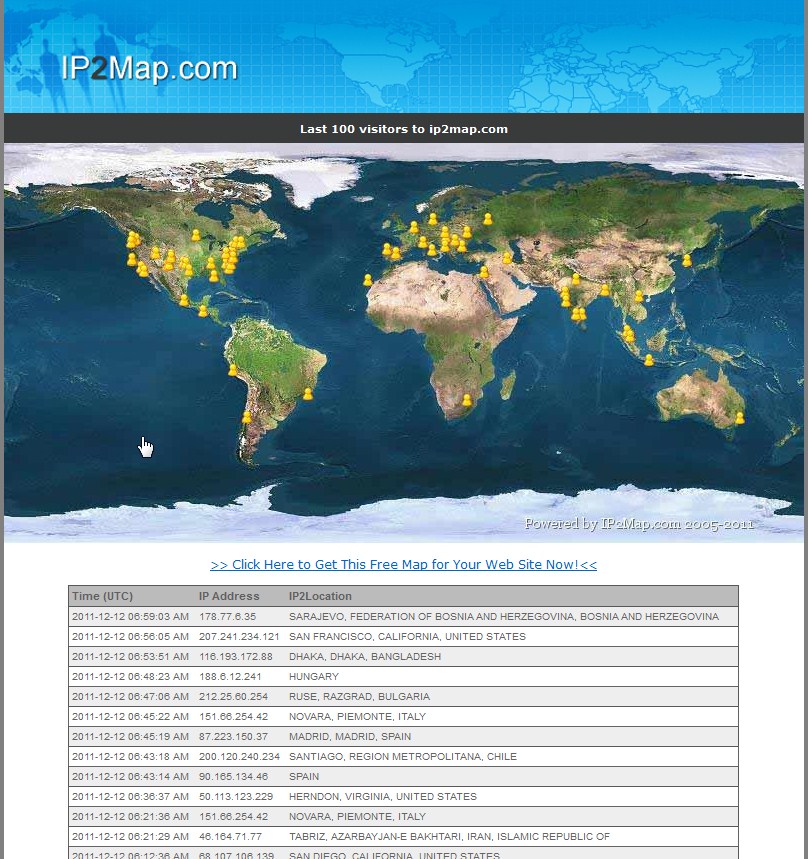 IP2Map.com
Last 100 visitors to ip2map.com
Powered by IP2Map.com 2005-2011
>> Click Here to Get This Free Map for Your Web Site Now!<<
Time (UTC) IP Address IP2Location
2011-12-12 06:59:03 AM 178.77.6.35 SARAJEVO, FEDERATION OF BOSNIA AND HERZEGOVINA, BOSNIA AND HERZEGOVINA
2011-12-12 06:56:05 AM 207.241.234.121 SAN FRANCISCO, CALIFORNIA, UNITED STATES
2011-12-12 06:53:51 AM 116.193.172.88 DHAKA, DHAKA, BANGLADESH
2011-12-12 06:48:23 AM 188.6.12.241 HUNGARY
2011-12-12 06:47:06 AM 212.25.60.254 RUSE, RAZGRAD, BULGARIA
2011-12-12 06:45:22 AM 151.66.254.42 NOVARA, PIEMONTE, ITALY
2011-12-12 06:45:19 AM 87.223.150.37 MADRID, MADRID, SPAIN
2011-12-12 06:43:18 AM 200.120.240.234 SANTIAGO, REGION METROPOLITANA, CHILE
2011-12-12 06:43:14 AM 90.165.134.46 SPAIN
2011-12-12 06:36:37 AM 50.113.123.229 HERNDON, VIRGINIA, UNITED STATES
2011-12-12 06:21:36 AM 151.66.254.42 NOVARA, PIEMONTE, ITALY
2011-12-12 06:21:29 AM 46.164.71.77 TABRIZ, AZARBAYJAN-E BAKHTARI, IRAN, ISLAMIC REPUBLIC OF
2011-12-12 06:12:36 AM 68.107.106.139 SAN DIEGO, CALIFORNIA, UNITED STATES